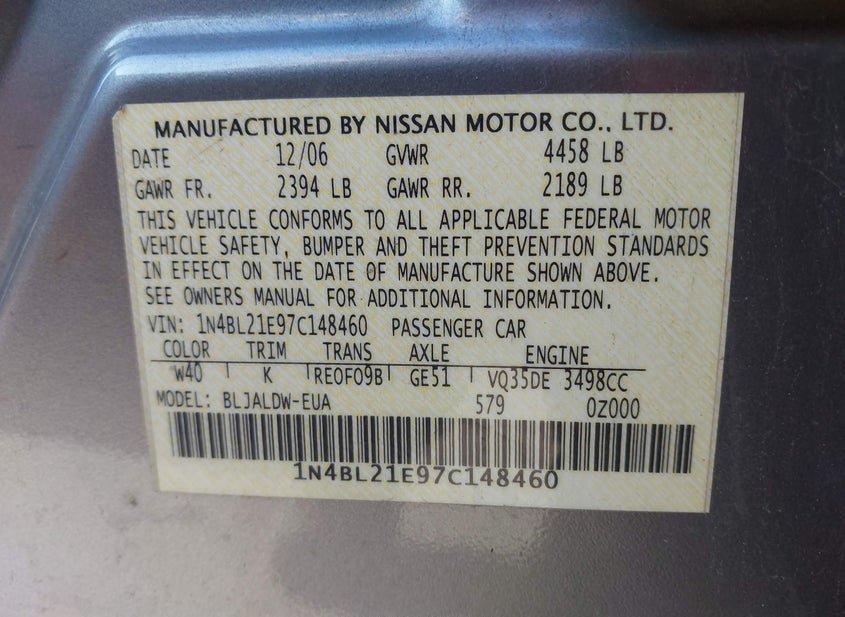 MANUFACTURED BY NISSAN MOTOR CO., LTD.
DATE 12/06 GVWR 4458 LB
GAWR FR. 2394 LB GAWR RR. 2189 LB
THIS VEHICLE CONFORMS TO ALL APPLICABLE FEDERAL MOTOR
VEHICLE SAFETY, BUMPER AND THEFT PREVENTION STANDARDS
IN EFFECT ON THE DATE OF MANUFACTURE SHOWN ABOVE.
SEE OWNERS MANUAL FOR ADDITIONAL INFORMATION.
VIN: 1N4BL21E97C148460 PASSENGER CAR
COLOR TRIM TRANS AXLE ENGINE
W40 K RE0F09B GE51 VQ35DE 3498CC
MODEL: BLJALDW-EUA 579 0Z000
1N4BL21E97C148460